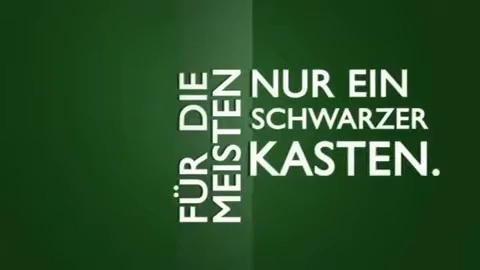 FÜR DIE
MEISTEN
NUR EIN
SCHWARZER
KASTEN.